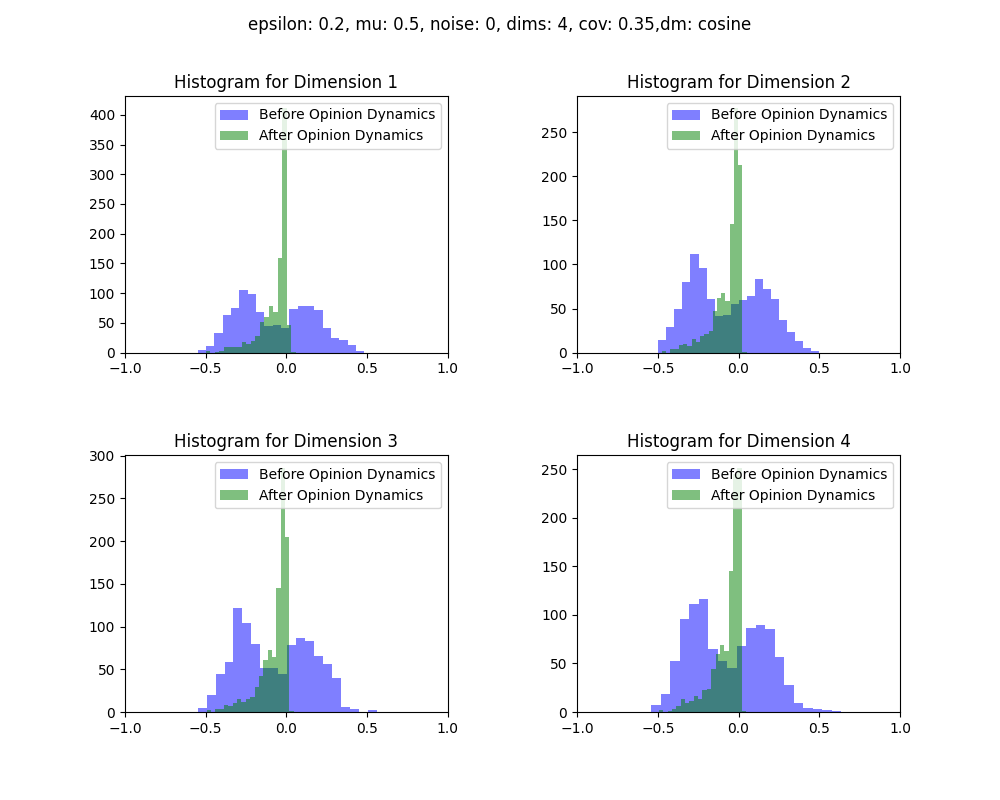 epsilon: 0.2, mu: 0.5, noise: 0, dims: 4, cov: 0.35,dm: cosine
Histogram for Dimension 1
Before Opinion Dynamics
After Opinion Dynamics
400
350
300
250
200
150
100
50
0
−1.0 −0.5 0.0 0.5 1.0
Histogram for Dimension 2
Before Opinion Dynamics
After Opinion Dynamics
250
200
150
100
50
0
−1.0 −0.5 0.0 0.5 1.0
Histogram for Dimension 3
Before Opinion Dynamics
After Opinion Dynamics
300
250
200
150
100
50
0
−1.0 −0.5 0.0 0.5 1.0
Histogram for Dimension 4
Before Opinion Dynamics
After Opinion Dynamics
250
200
150
100
50
0
−1.0 −0.5 0.0 0.5 1.0